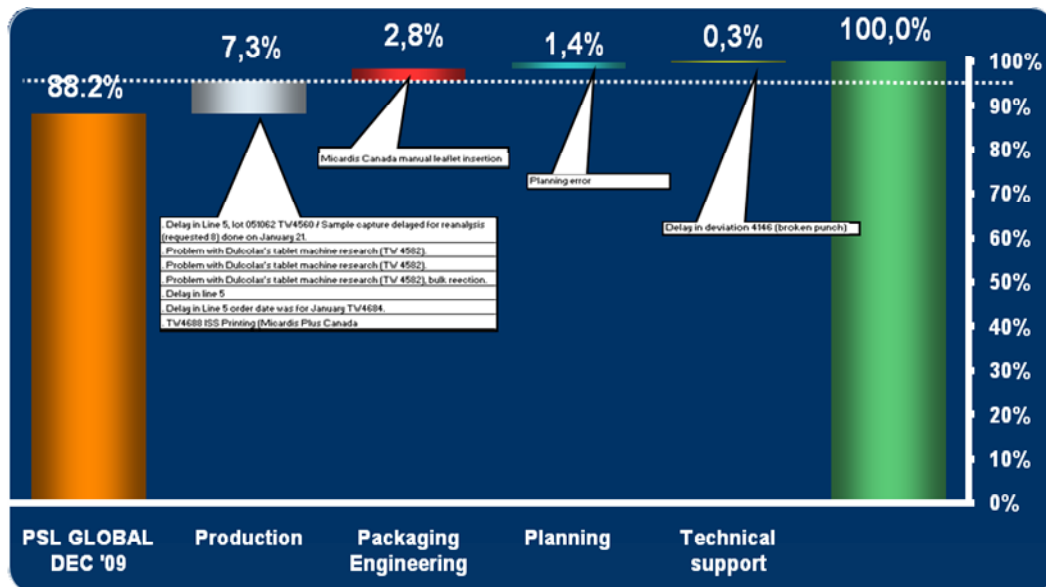 88.2%
7,3%
2,8%
1,4%
0,3%
100,0%
100%
90%
80%
70%
60%
50%
40%
30%
20%
10%
0%
Micardis Canada manual leaflet insertion
Planning error
Delay in deviation 4146 (broken punch)
. Delay in Line 5, lot 051062 TW4560 / Sample capture delayed for reanalysis
(requested 8) done on January 21.
. Problem with Dulcolax's tablet machine research (TW 4582).
. Problem with Dulcolax's tablet machine research (TW 4582).
. Problem with Dulcolax's tablet machine research (TW 4582), bulk reection.
. Delay in line 5
. Delay in Line 5 order date was for January TW4684.
. TW4688 ISS Printing (Micardis Plus Canada
PSL GLOBAL
DEC '09
Production
Packaging
Engineering
Planning
Technical
support